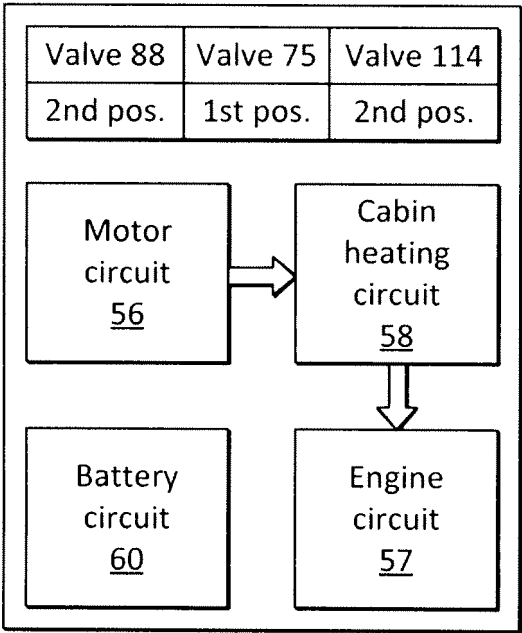 Valve 88 Valve 75 Valve 114
2nd pos. 1st pos. 2nd pos.
Motor
circuit
56
Cabin
heating
circuit
58
Battery
circuit
60
Engine
circuit
57